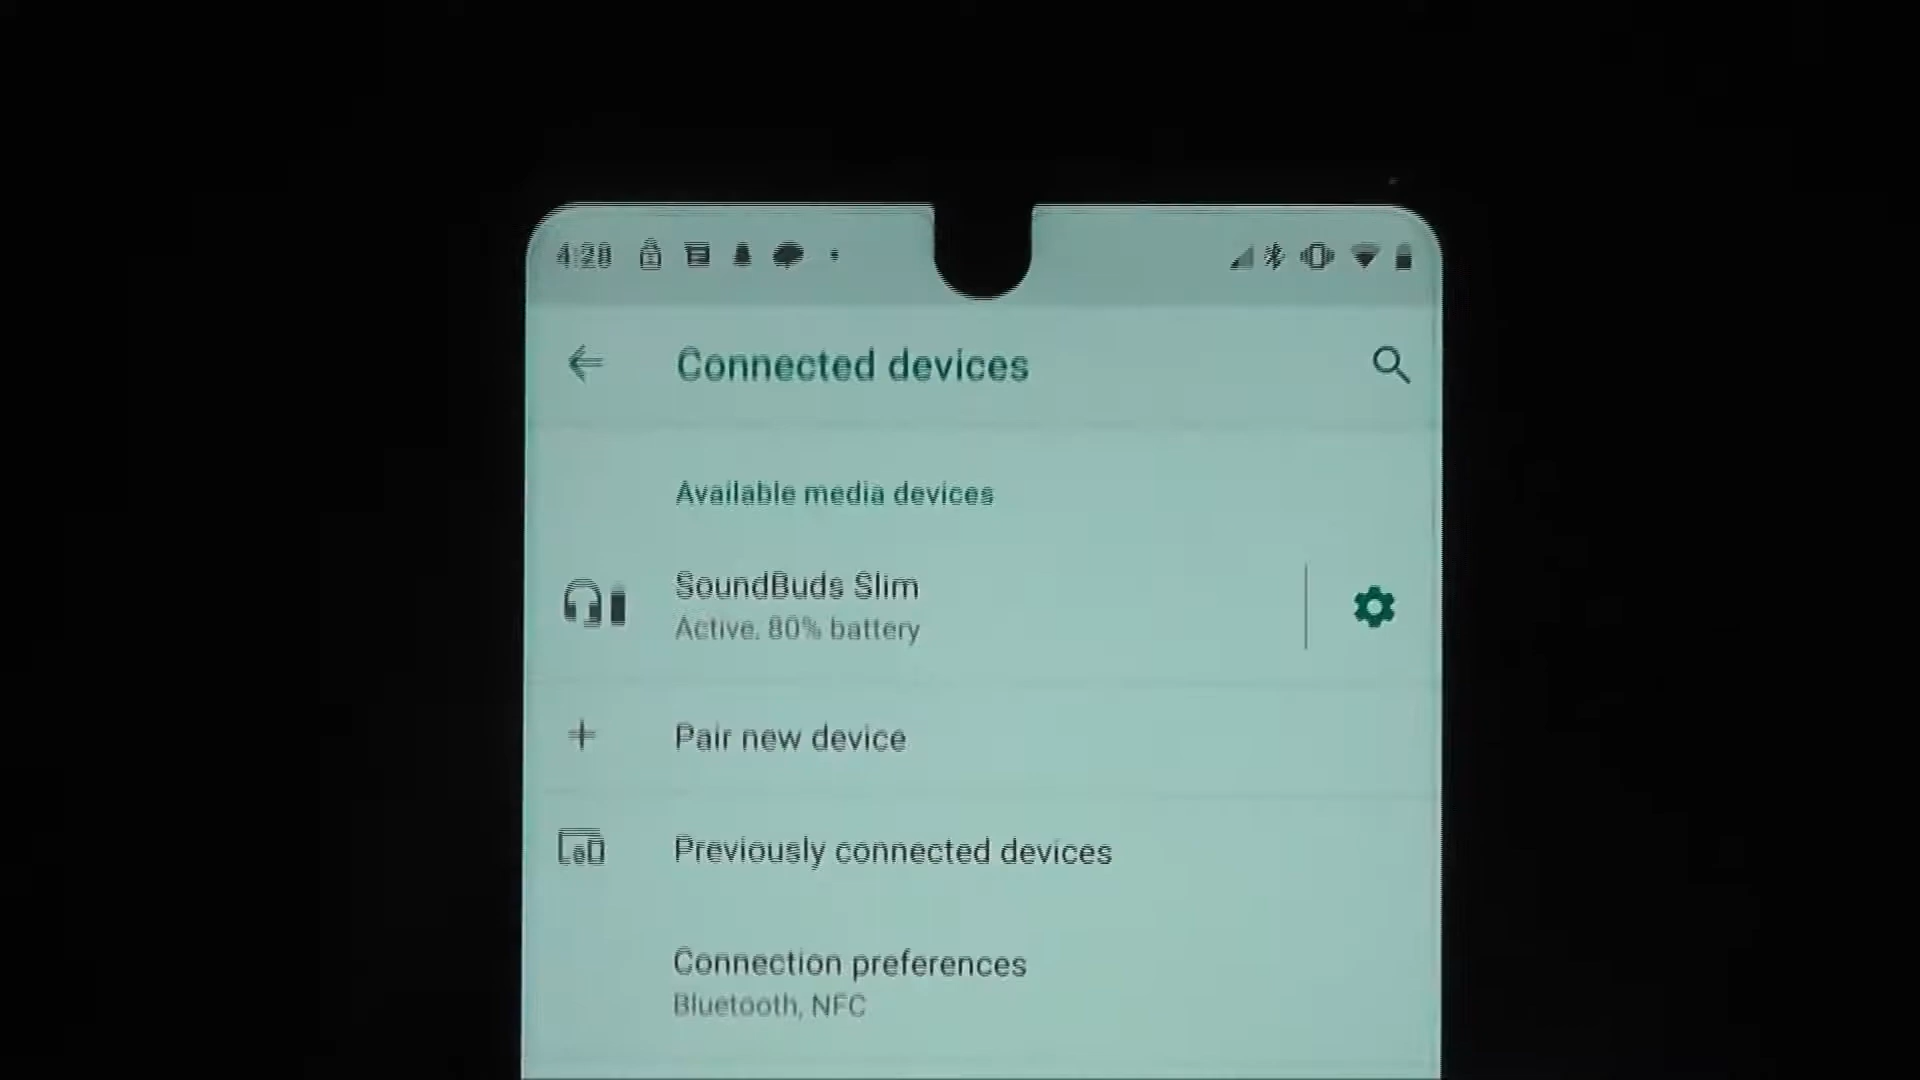 4:28
Connected devices
Available media devices
SoundBuds Slim
Active, 80% battery
Pair new device
Previously connected devices
Connection preferences
Bluetooth, NFC